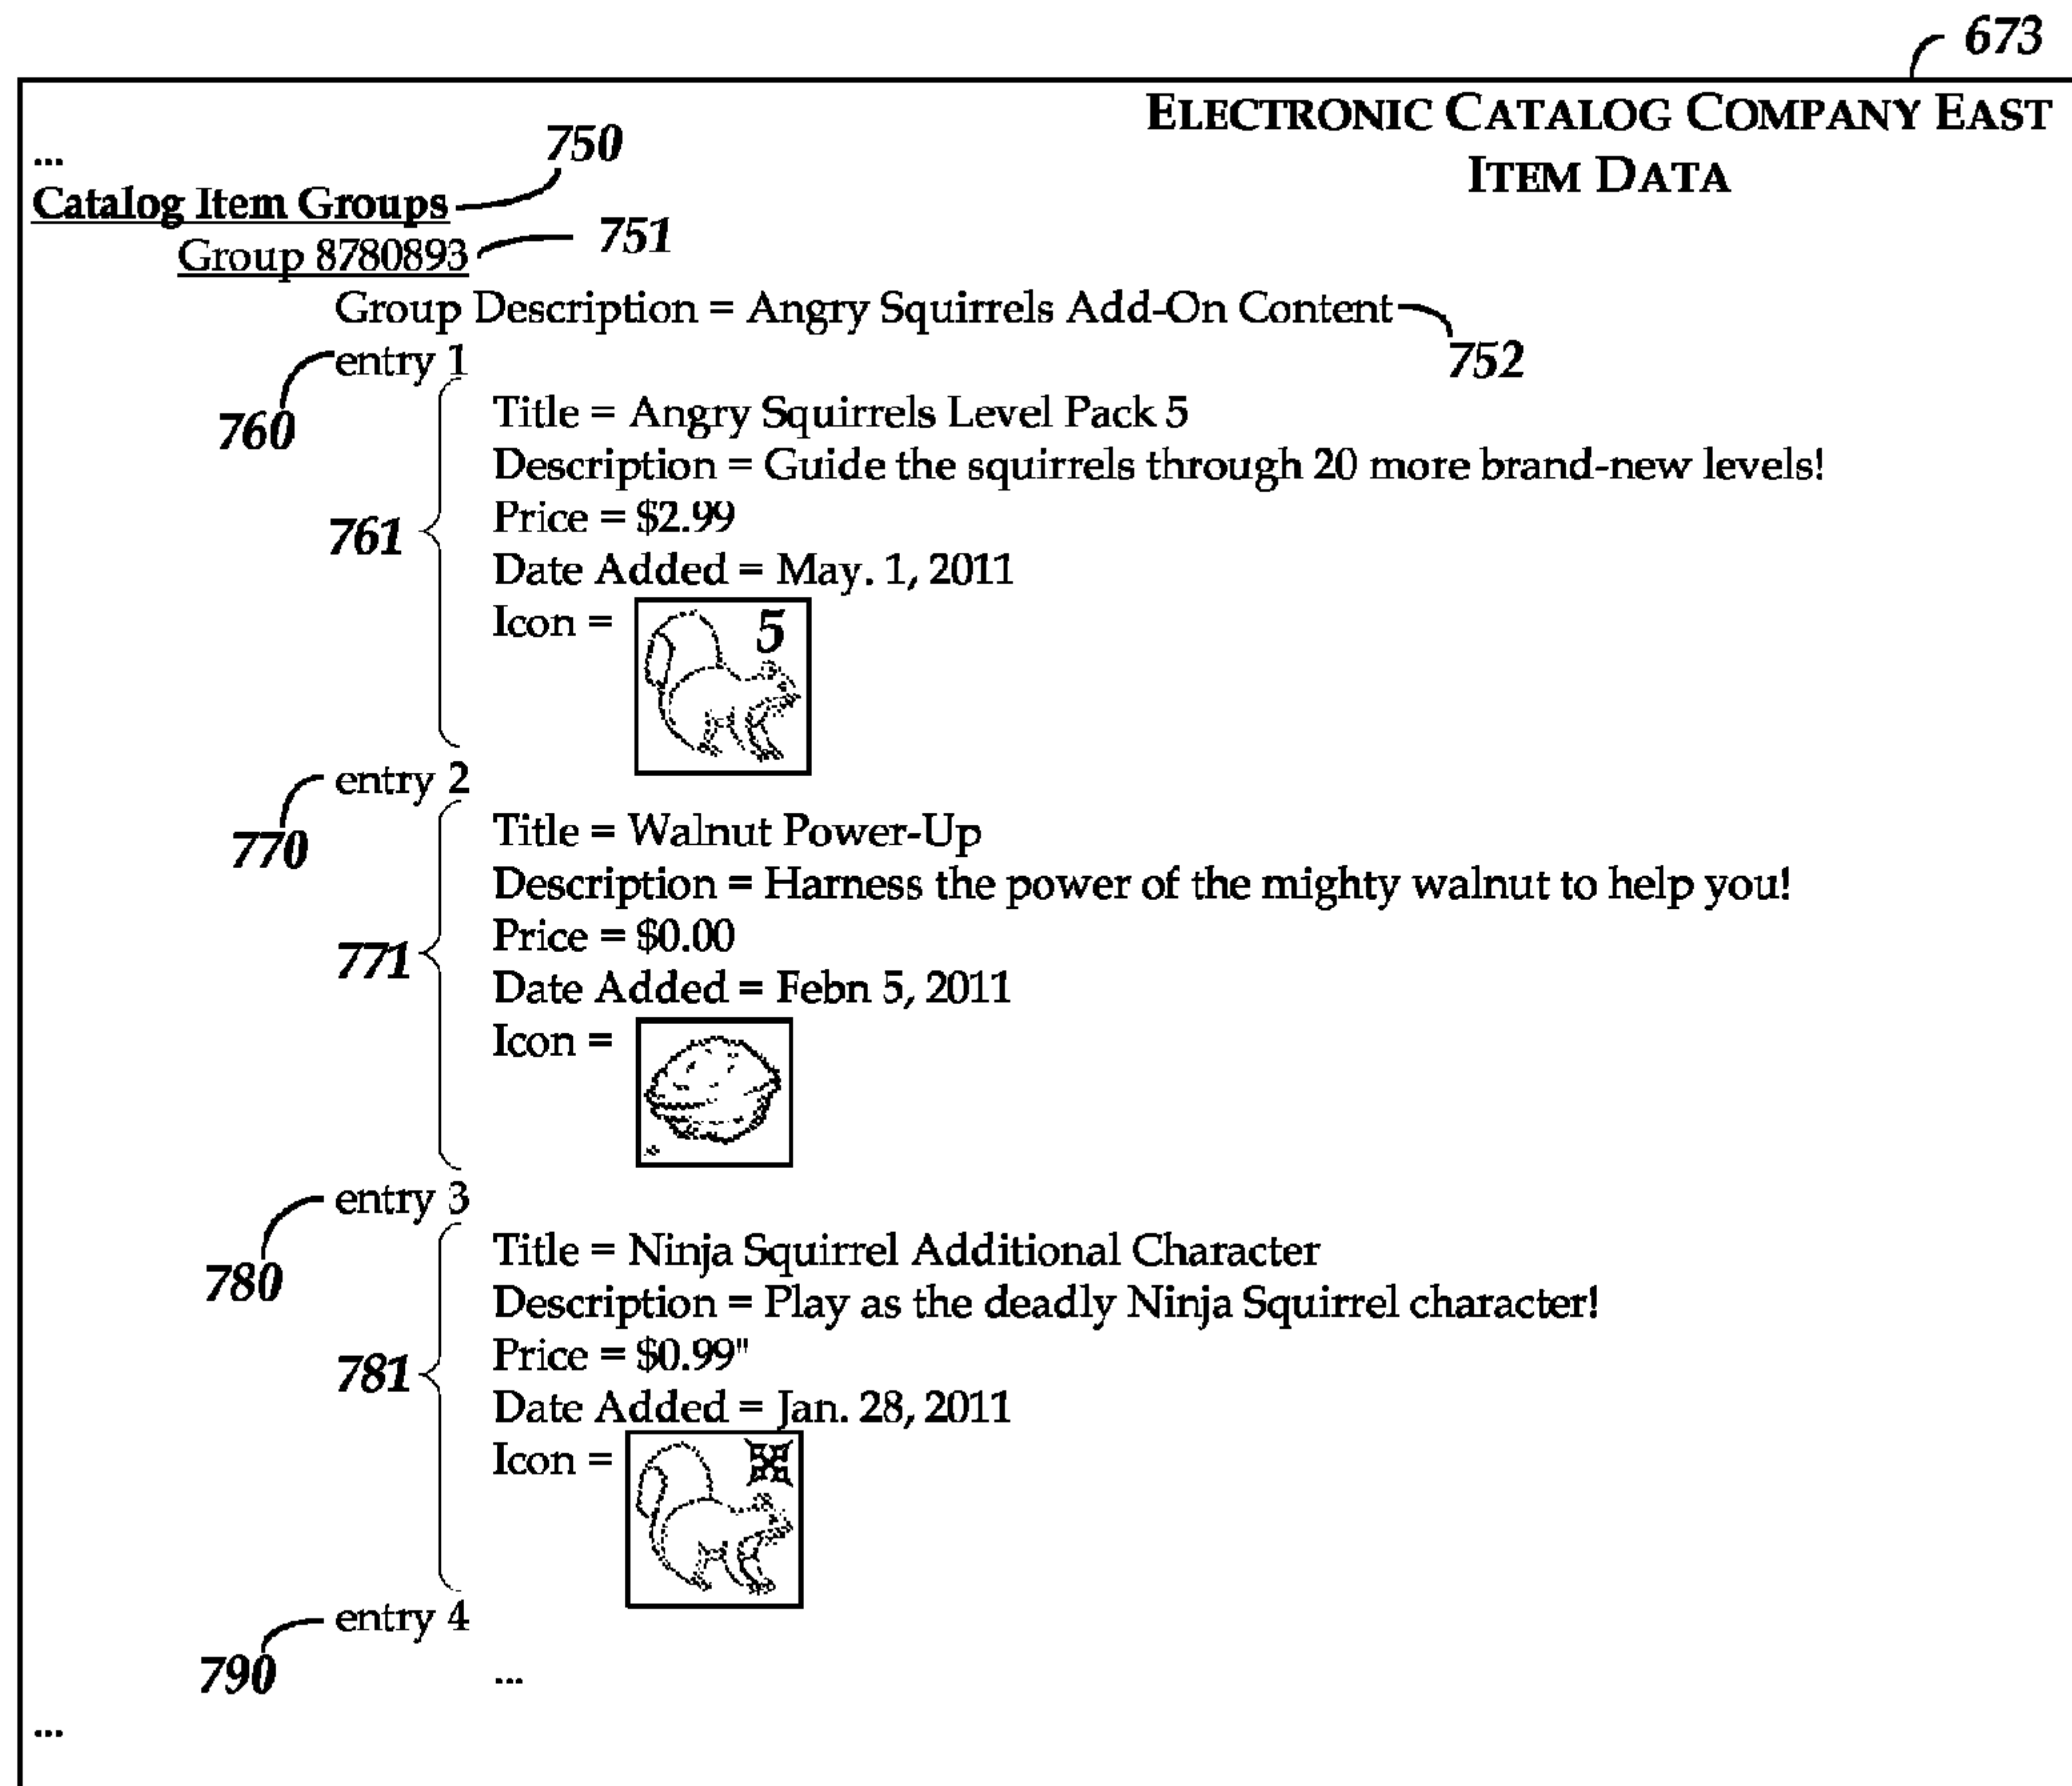 673
ELECTRONIC CATALOG COMPANY EAST
ITEM DATA
...
750
Catalog Item Groups
751
Group 8780893
Group Description = Angry Squirrels Add-On Content
752
entry 1
760
Title = Angry Squirrels Level Pack 5
Description = Guide the squirrels through 20 more brand-new levels!
761
Price = $2.99
Date Added = May. 1, 2011
Icon =
5
entry 2
770
Title = Walnut Power-Up
Description = Harness the power of the mighty walnut to help you!
771
Price = $0.00
Date Added = Febn 5, 2011
Icon =
entry 3
780
Title = Ninja Squirrel Additional Character
Description = Play as the deadly Ninja Squirrel character!
781
Price = $0.99"
Date Added = Jan. 28, 2011
Icon =
entry 4
790
...
...